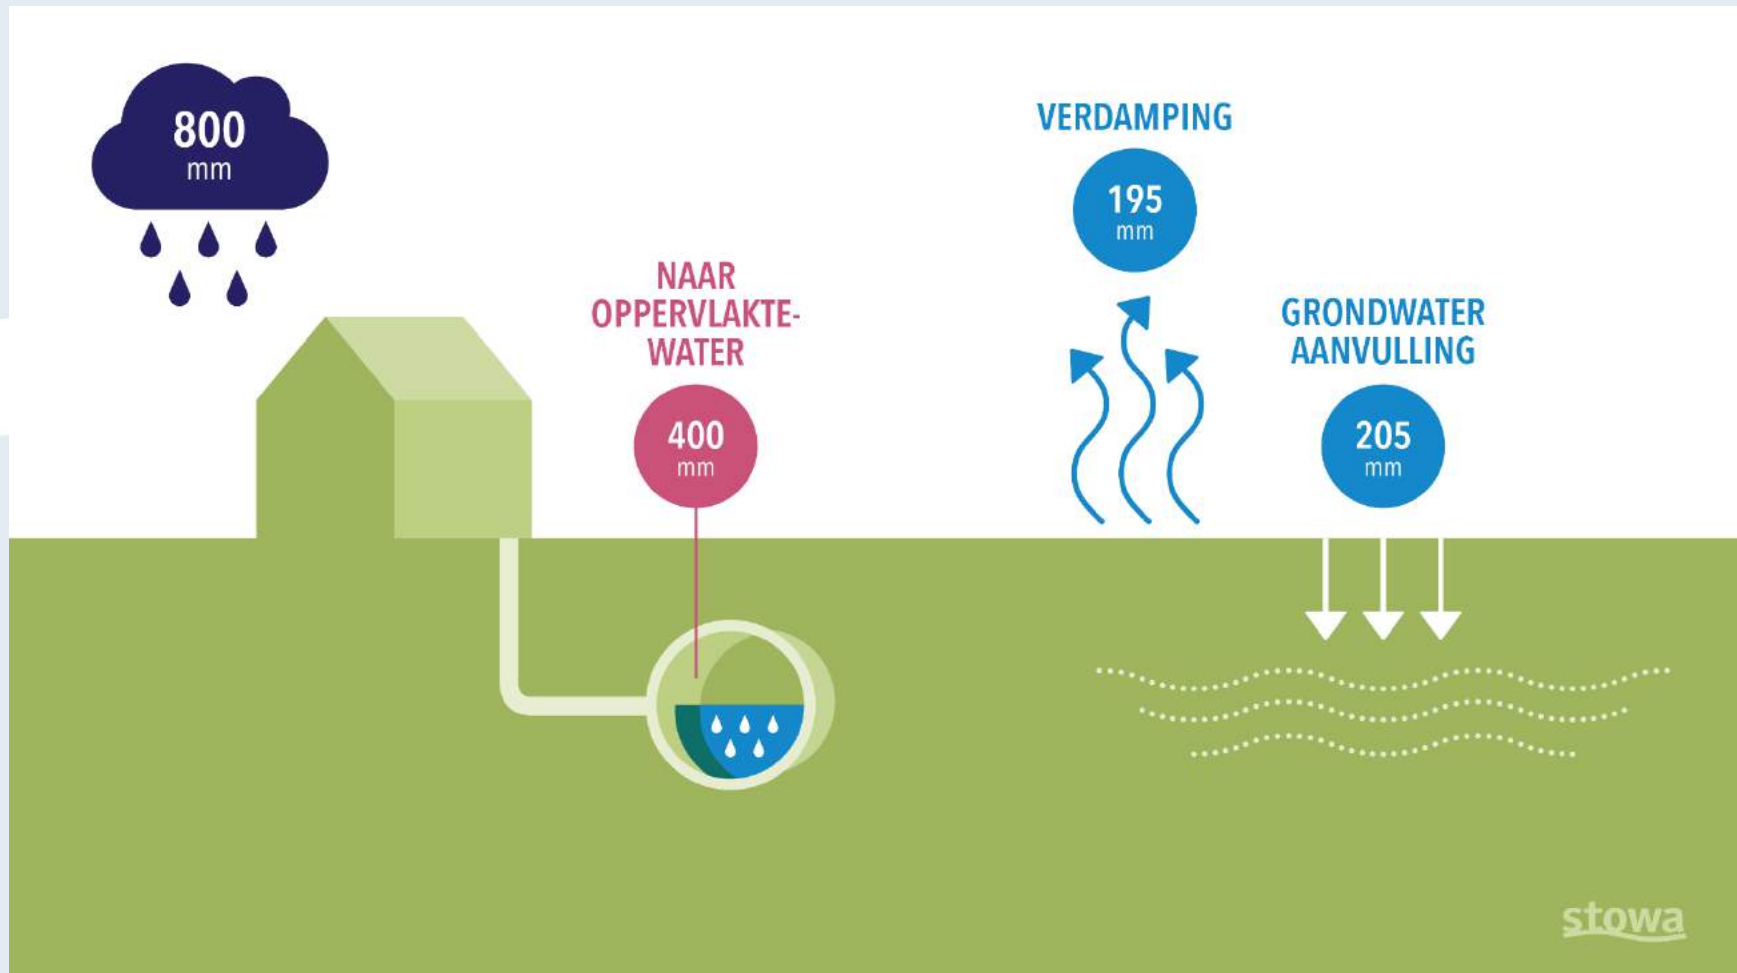 800
mm
NAAR
OPPERVLAKTE-
WATER
400
mm
VERDAMPING
195
mm
GRONDWATER
AANVULLING
205
mm
stowa